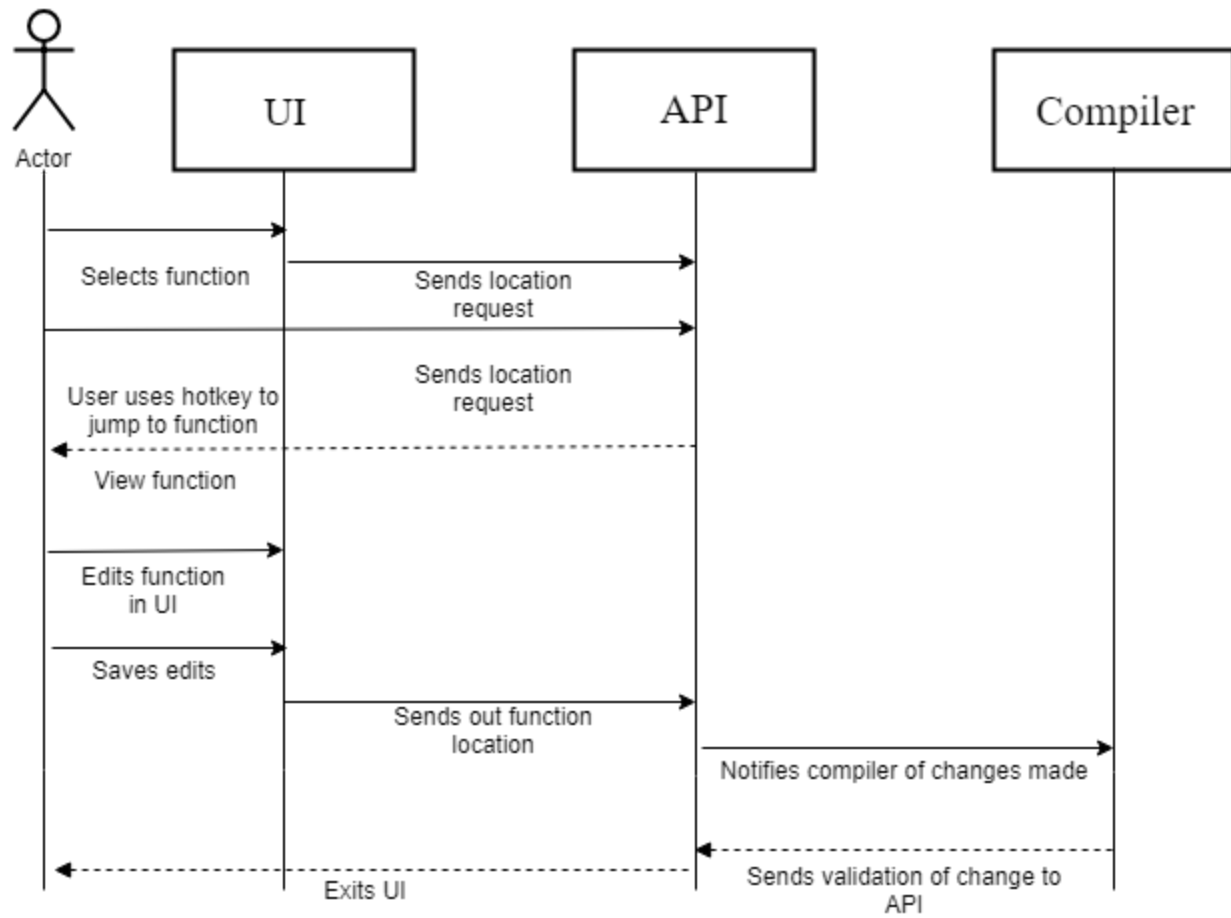 UI
API
Compiler
Actor
Selects function
Sends location
request
Sends location
request
User uses hotkey to
jump to function
View function
Edits function
in UI
Saves edits
Sends out function
location
Notifies compiler of changes made
Sends validation of change to
API
Exits UI